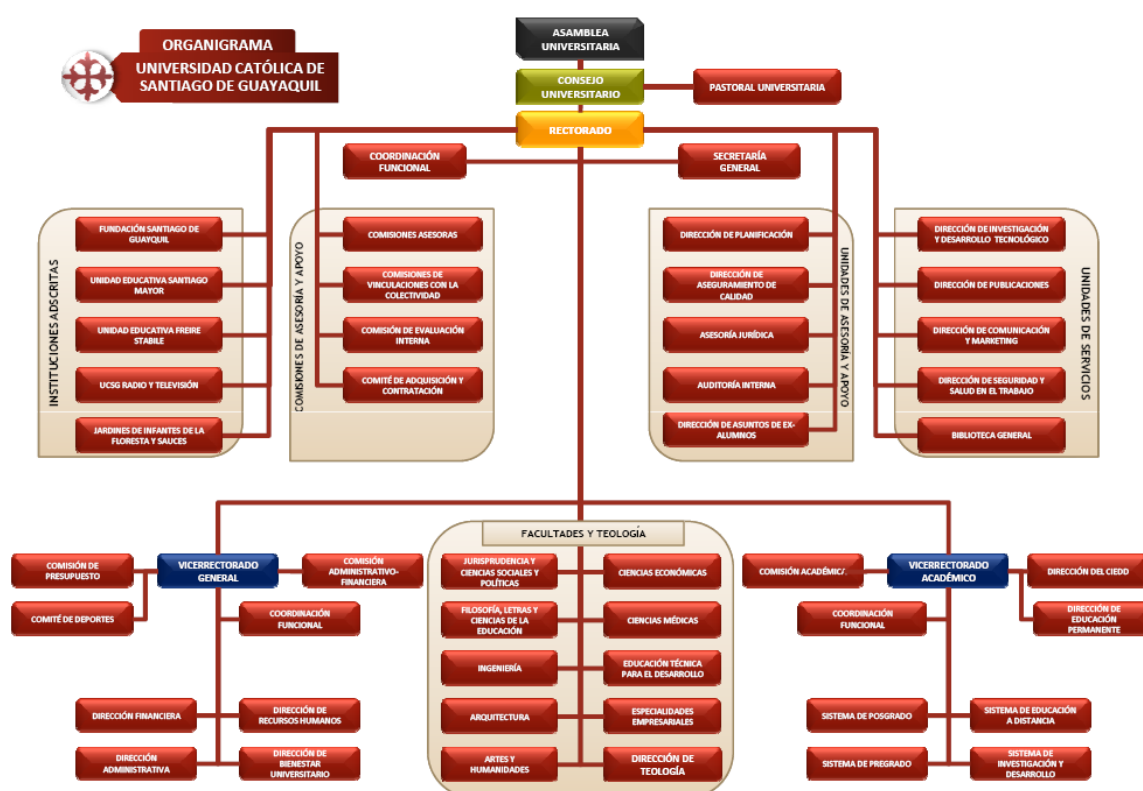 ORGANIGRAMA
UNIVERSIDAD CATÓLICA DE
SANTIAGO DE GUAYAQUIL
ASAMBLEA
UNIVERSITARIA
CONSEJO
UNIVERSITARIO
PASTORAL UNIVERSITARIA
RECTORADO
COORDINACIÓN
FUNCIONAL
SECRETARÍA
GENERAL
INSTITUCIONES ADSCRITAS
FUNDACIÓN SANTIAGO DE
GUAYQUIL
UNIDAD EDUCATIVA SANTIAGO
MAYOR
UNIDAD EDUCATIVA FREIRE
STABILE
UCSG RADIO Y TELEVISIÓN
JARDINES DE INFANTES DE LA
FLORESTA Y SAUCES
COMISIONES DE ASESORÍA Y APOYO
COMISIONES ASESORAS
COMISIONES DE
VINCULACIONES CON LA
COLECTIVIDAD
COMISIÓN DE EVALUACIÓN
INTERNA
COMITÉ DE ADQUISICIÓN Y
CONTRATACIÓN
DIRECCIÓN DE PLANIFICACIÓN
DIRECCIÓN DE
ASEGURAMIENTO DE
CALIDAD
ASESORÍA JURÍDICA
AUDITORÍA INTERNA
DIRECCIÓN DE ASUNTOS DE EX-
ALUMNOS
UNIDADES DE ASESORÍA Y APOYO
DIRECCIÓN DE INVESTIGACIÓN
Y DESARROLLO TECNOLÓGICO
DIRECCIÓN DE PUBLICACIONES
DIRECCIÓN DE COMUNICACIÓN
Y MARKETING
DIRECCIÓN DE SEGURIDAD Y
SALUD EN EL TRABAJO
BIBLIOTECA GENERAL
UNIDADES DE SERVICIOS
COMISIÓN DE
PRESUPUESTO
VICERRECTORADO
GENERAL
COMISIÓN
ADMINISTRATIVO-
FINANCIERA
COMITÉ DE DEPORTES
COORDINACIÓN
FUNCIONAL
DIRECCIÓN FINANCIERA
DIRECCIÓN DE
RECURSOS HUMANOS
DIRECCIÓN
ADMINISTRATIVA
DIRECCIÓN DE
BIENESTAR
UNIVERSITARIO
FACULTADES Y TEOLOGÍA
JURISPRUDENCIA Y
CIENCIAS SOCIALES Y
POLÍTICAS
CIENCIAS ECONÓMICAS
FILOSOFÍA, LETRAS Y
CIENCIAS DE LA
EDUCACIÓN
CIENCIAS MÉDICAS
INGENIERÍA
EDUCACIÓN TÉCNICA
PARA EL DESARROLLO
ARQUITECTURA
ESPECIALIDADES
EMPRESARIALES
ARTES Y
HUMANIDADES
DIRECCIÓN DE
TEOLOGÍA
COMISIÓN ACADÉMIC
VICERRECTORADO
ACADÉMICO
DIRECCIÓN DEL CIEDD
COORDINACIÓN
FUNCIONAL
DIRECCIÓN DE
EDUCACIÓN
PERMANENTE
SISTEMA DE POSGRADO
SISTEMA DE EDUCACIÓN
A DISTANCIA
SISTEMA DE PREGRADO
SISTEMA DE
INVESTIGACIÓN Y
DESARROLLO